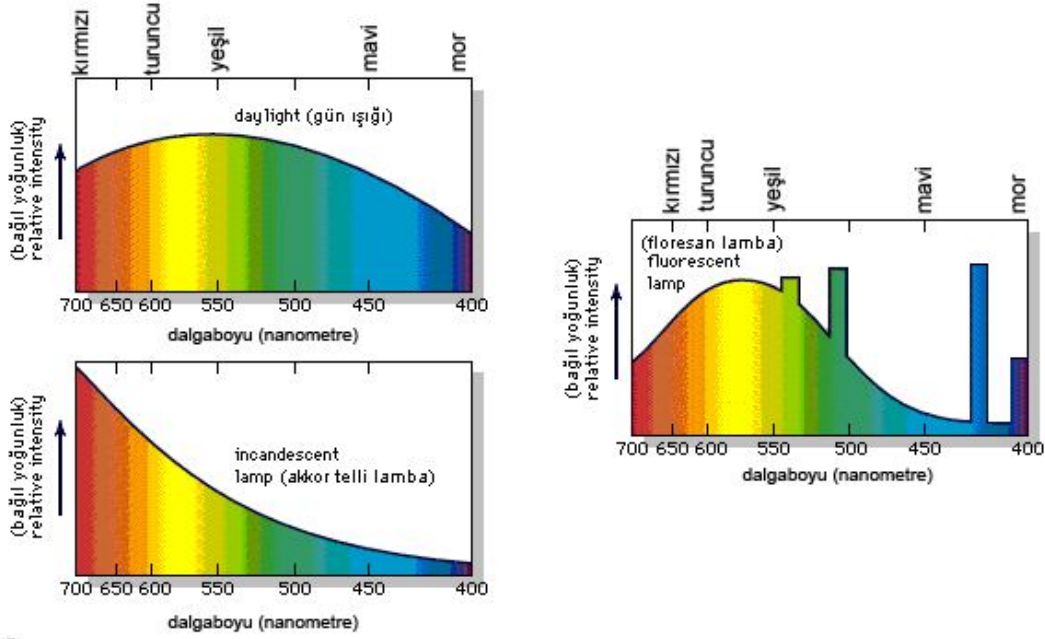 kırmızı turuncu yeşil mavi mor
daylight (gün ışığı)
(bağıl yoğunluk)
relative intensity
700 650 600 550 500 450 400
dalgaboyu (nanometre)
incandescent
lamp (akkor telli lamba)
(bağıl yoğunluk)
relative intensity
700 650 600 550 500 450 400
dalgaboyu (nanometre)
kırmızı turuncu yeşil mavi mor
(floresan lamba)
fluorescent
lamp
(bağıl yoğunluk)
relative intensity
700 650 600 550 500 450 400
dalgaboyu (nanometre)